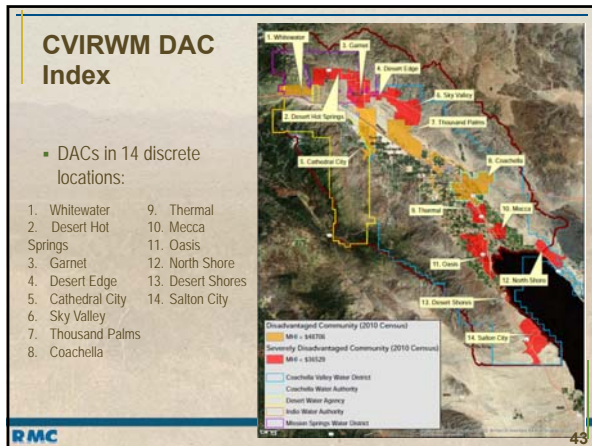 CVIRWM DAC
Index
▪ DACs in 14 discrete
locations:
1. Whitewater
2. Desert Hot
Springs
3. Garnet
4. Desert Edge
5. Cathedral City
6. Sky Valley
7. Thousand Palms
8. Coachella
9. Thermal
10. Mecca
11. Oasis
12. North Shore
13. Desert Shores
14. Salton City
1. Whitewater
3. Garnet
4. Desert Edge
6. Sky Valley
2. Desert Hot Springs
7. Thousand Palms
5. Cathedral City
8. Coachella
9. Thermal
10. Mecca
11. Oasis
12. North Shore
13. Desert Shores
14. Salton City
Disadvantaged Community (2010 Census)
MHI < $48706
Severely Disadvantaged Community (2010 Census)
MHI < $36529
Coachella Valley Water District
Coachella Water Authority
Desert Water Agency
Indio Water Authority
Mission Springs Water District
RMC
43